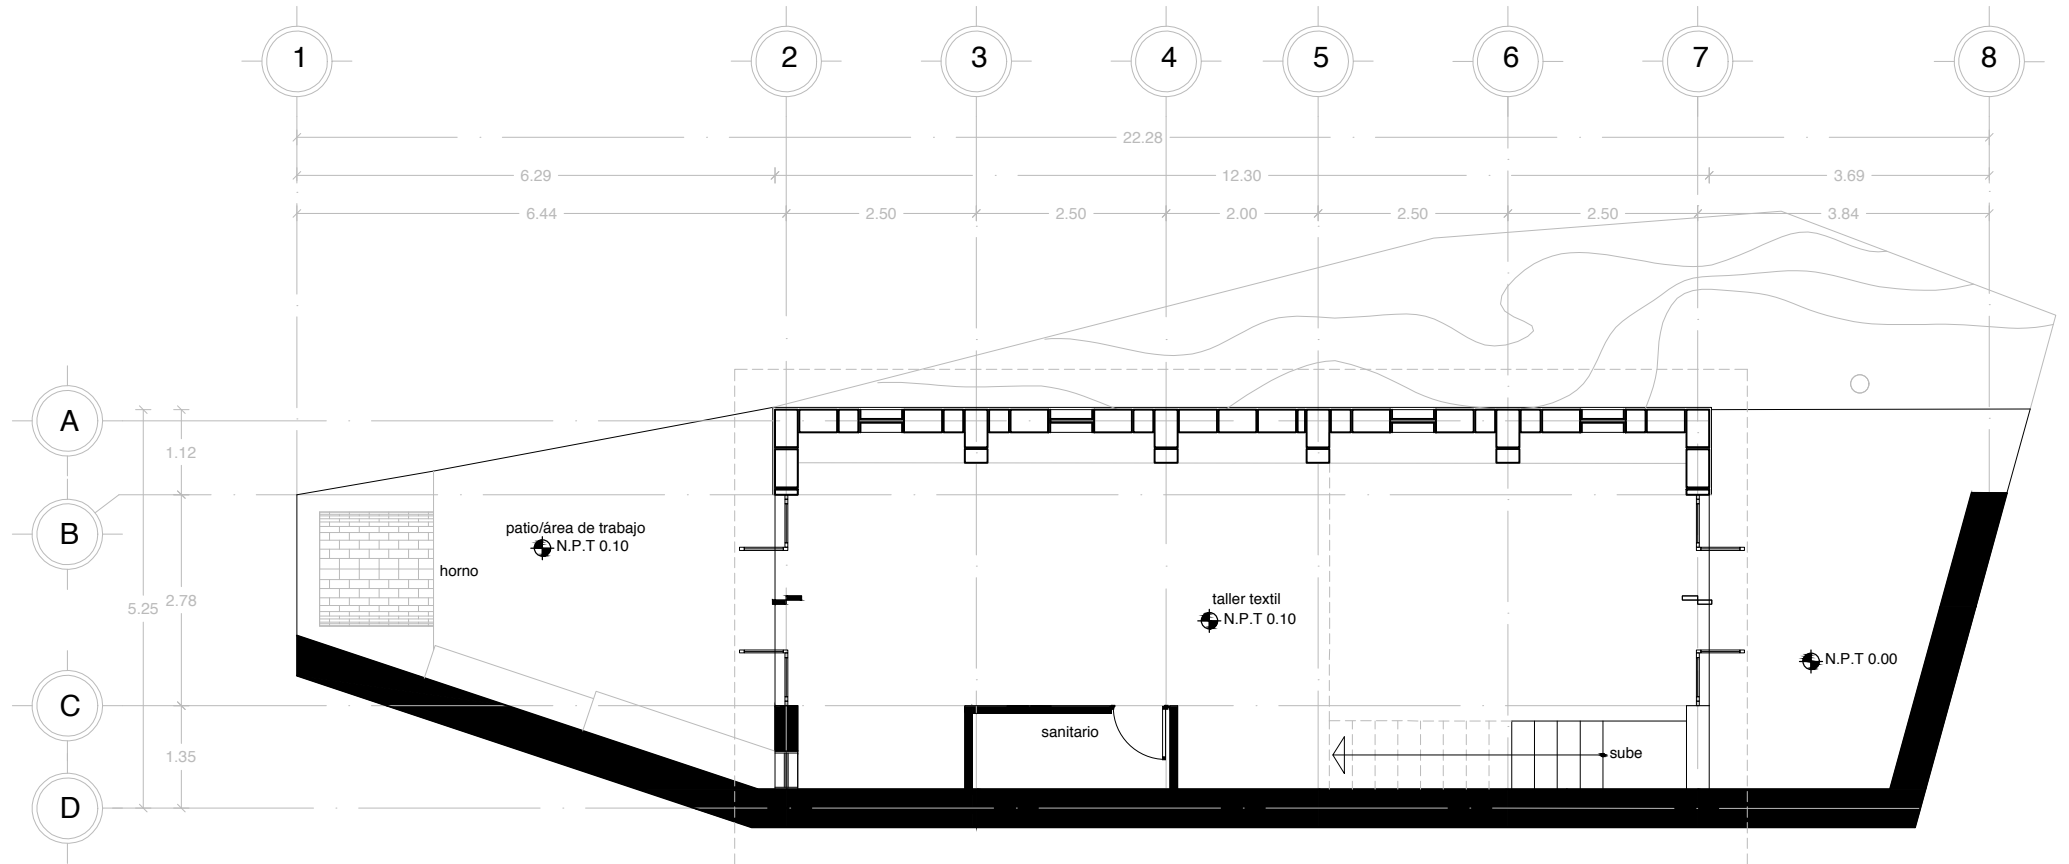 1 2 3 4 5 6 7 8
22.28
6.29 12.30 3.69
6.44 2.50 2.50 2.00 2.50 2.50 3.84
A
1.12
patio/área de trabajo
B
N.P.T 0.10
horno
5.25 2.78
taller textil
N.P.T 0.10
N.P.T 0.00
C
sanitario
1.35
sube
D